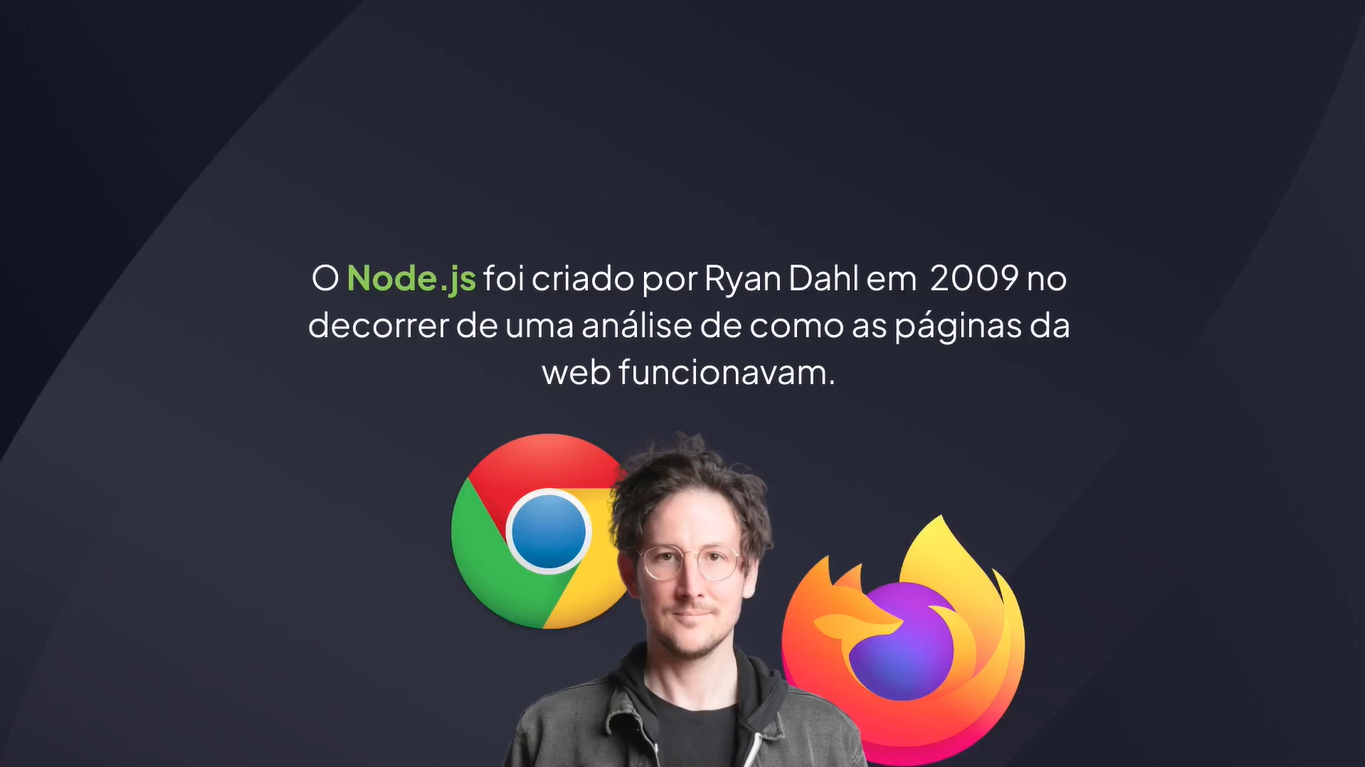 O Node.js foi criado por Ryan Dahl em 2009 no
decorrer de uma análise de como as páginas da
web funcionavam.